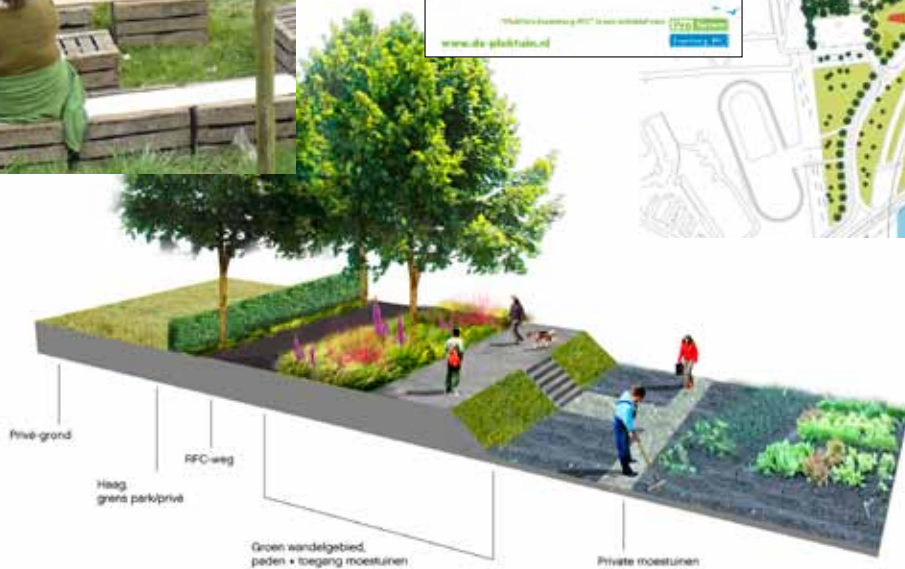 www.de-pluktuin.nl
Privé-grond
Haag,
grens park/privé
RFC-weg
Groen wandelgebied,
paden + toegang moestuinen
Private moestuinen